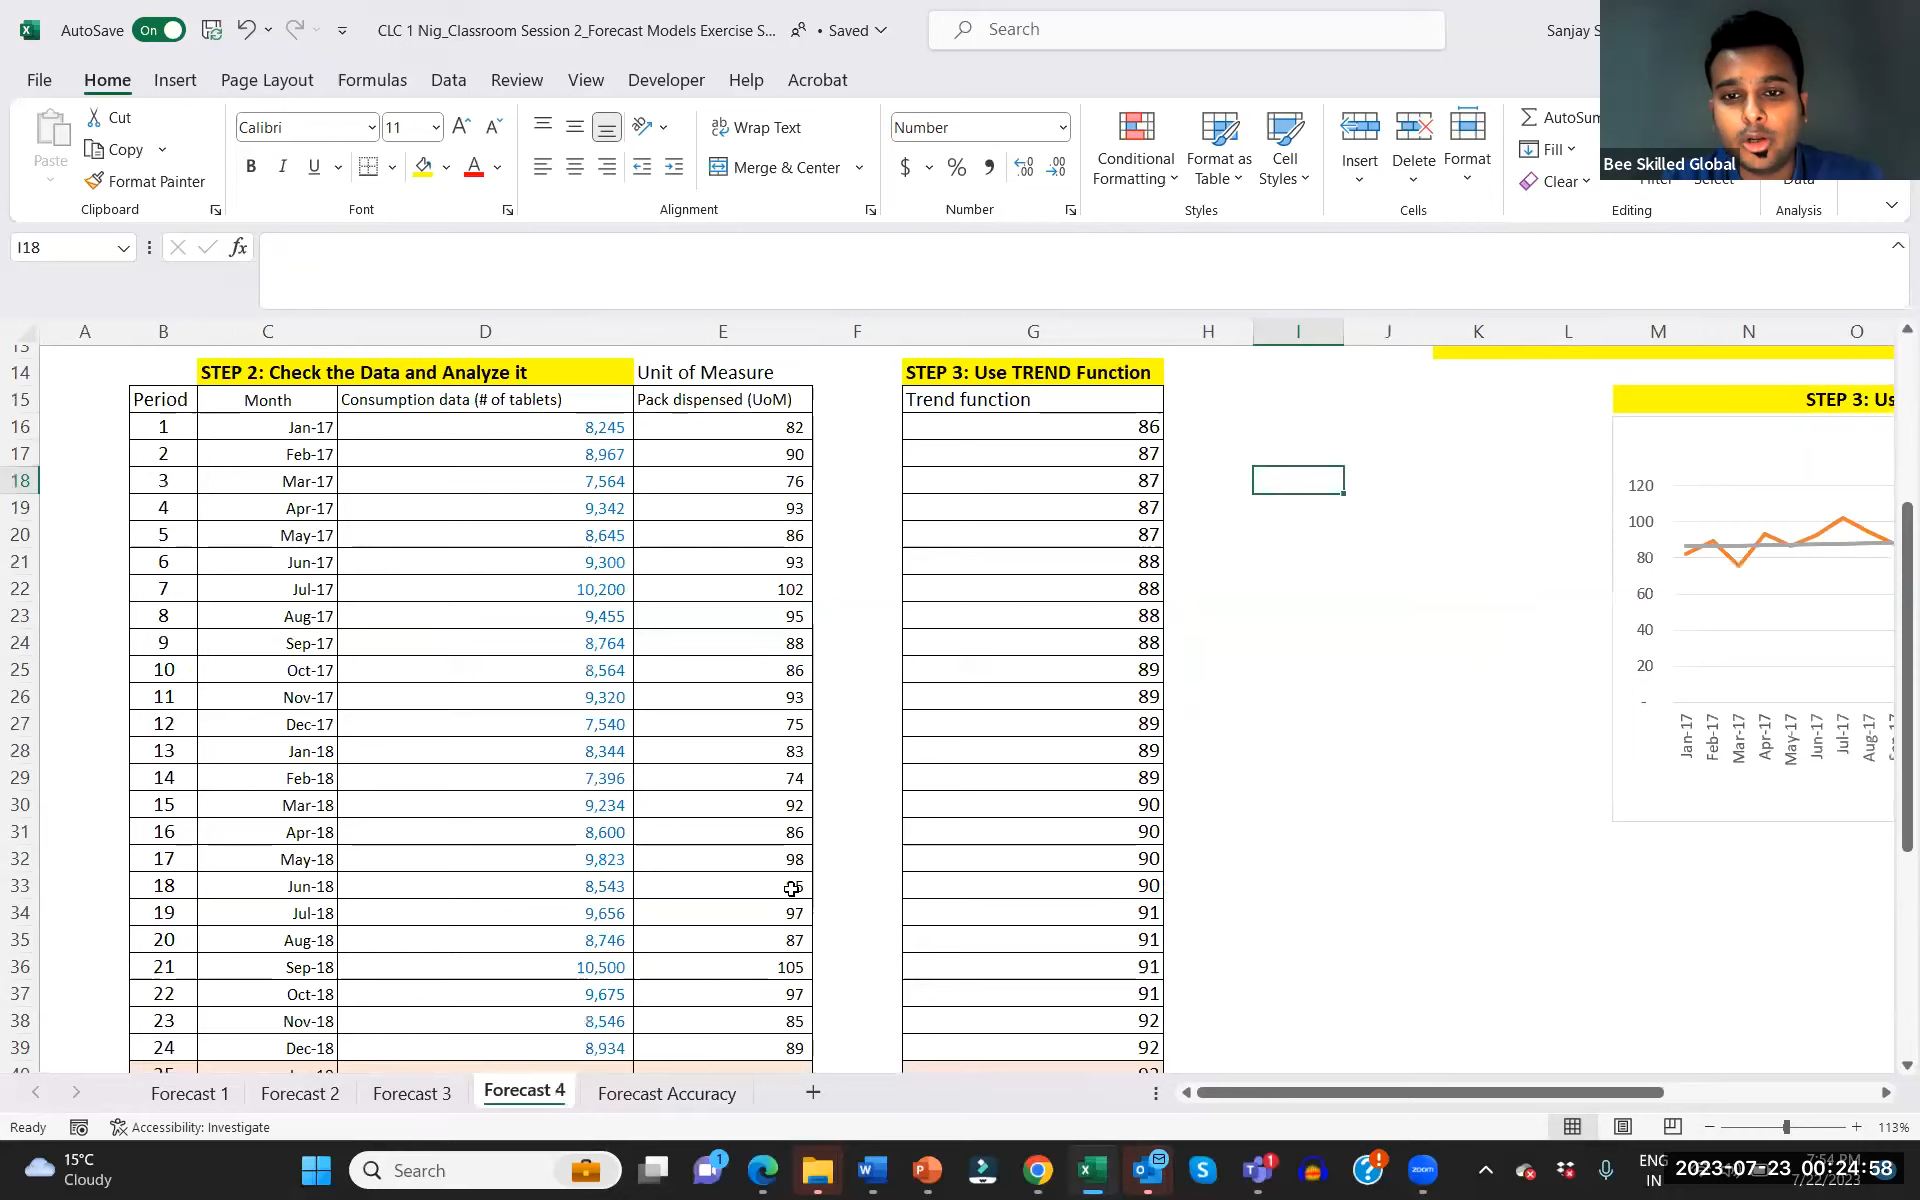 AutoSave On CLC 1 Nig_Classroom Session 2_Forecast Models Exercise S... • Saved Search Sanjay S
File Home Insert Page Layout Formulas Data Review View Developer Help Acrobat
Paste Cut Copy Format Painter
Calibri 11
B I U A
Wrap Text
Merge & Center
Number
$ %
Conditional Formatting
Format as Table
Cell Styles
Insert Delete Format
AutoSum
Fill
Clear
Clipboard Font Alignment Number Styles Cells Editing Analysis
Bee Skilled Global
I18 fx
A B C D E F G H I J K L M N O
14 STEP 2: Check the Data and Analyze it Unit of Measure STEP 3: Use TREND Function
15 Period Month Consumption data (# of tablets) Pack dispensed (UoM) Trend function STEP 3: Us
16 1 Jan-17 8,245 82 86
17 2 Feb-17 8,967 90 87
18 3 Mar-17 7,564 76 87
19 4 Apr-17 9,342 93 87
20 5 May-17 8,645 86 87
21 6 Jun-17 9,300 93 88
22 7 Jul-17 10,200 102 88
23 8 Aug-17 9,455 95 88
24 9 Sep-17 8,764 88 88
25 10 Oct-17 8,564 86 89
26 11 Nov-17 9,320 93 89
27 12 Dec-17 7,540 75 89
28 13 Jan-18 8,344 83 89
29 14 Feb-18 7,396 74 89
30 15 Mar-18 9,234 92 90
31 16 Apr-18 8,600 86 90
32 17 May-18 9,823 98 90
33 18 Jun-18 8,543 90
34 19 Jul-18 9,656 97 91
35 20 Aug-18 8,746 87 91
36 21 Sep-18 10,500 105 91
37 22 Oct-18 9,675 97 91
38 23 Nov-18 8,546 85 92
39 24 Dec-18 8,934 89 92
120
100
80
60
40
20
-
Jan-17 Feb-17 Mar-17 Apr-17 May-17 Jun-17 Jul-17 Aug-17
Forecast 1 Forecast 2 Forecast 3 Forecast 4 Forecast Accuracy
Ready Accessibility: Investigate 113%
15°C
Cloudy
Search
1
1
ENG
IN
2023-07-23 00:24:58
7/22/2023